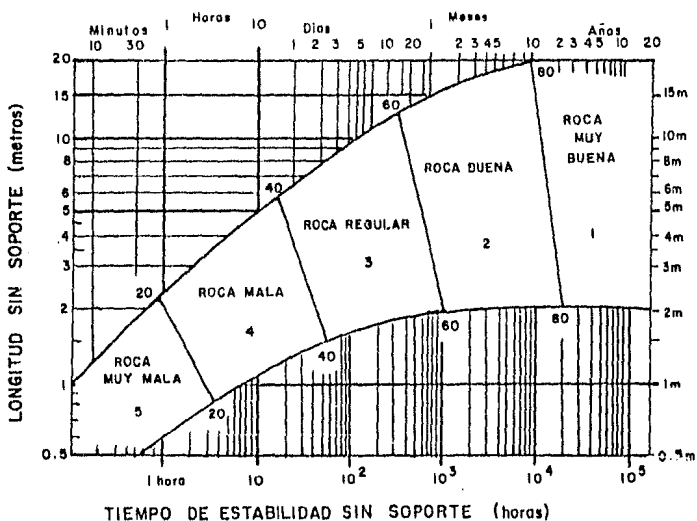 Minutos 1 Horas Días 1 Meses Años
10 30 10 1 2 3 5 10 20 2 3 4 5 10 2 3 4 5 10 20
LONGITUD SIN SOPORTE (metros)
20
15
10
8
6
5
4
3
2
1
0.5
15m
10m
8m
6m
5m
4m
3m
2m
1m
0.5m
80
60
40
20
ROCA MUY BUENA
1
ROCA BUENA
2
ROCA REGULAR
3
ROCA MALA
4
ROCA MUY MALA
5
20
40
60
80
1 hora 10 10² 10³ 10⁴ 10⁵
TIEMPO DE ESTABILIDAD SIN SOPORTE (horas)